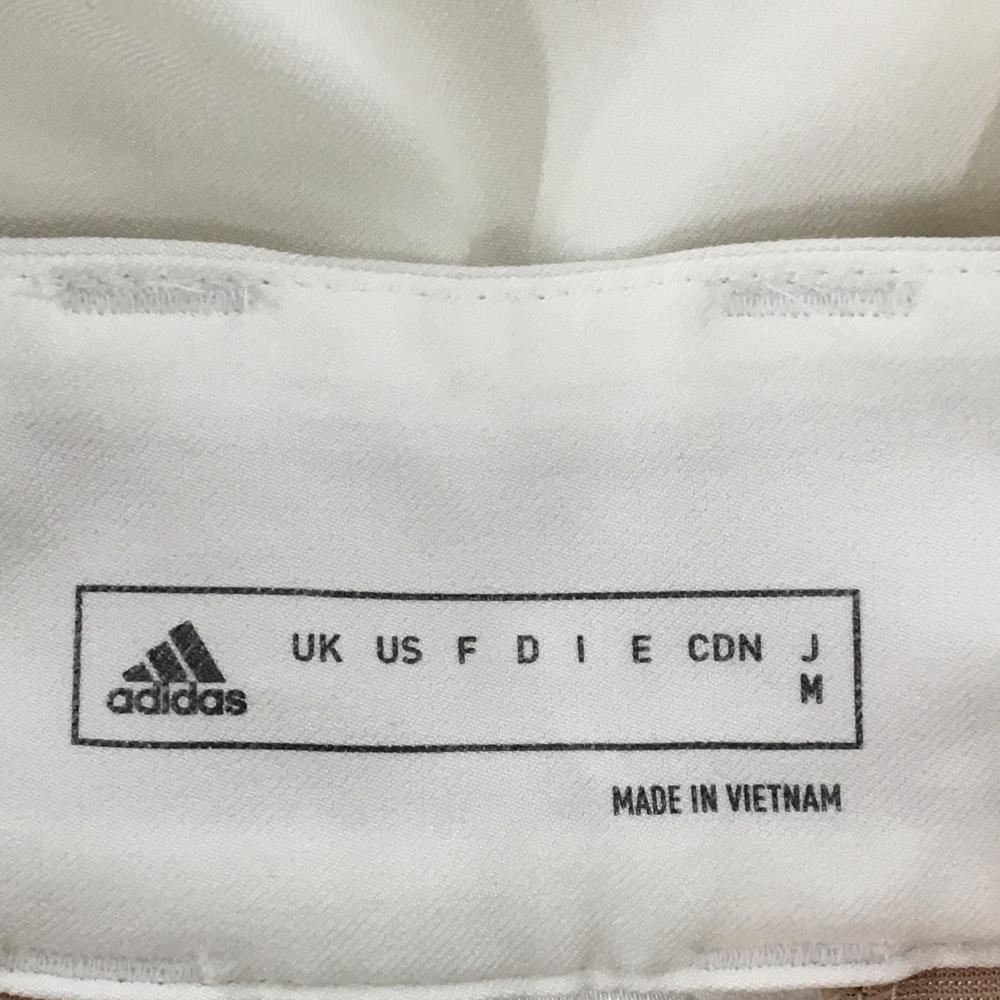 adidas
UK US F D I E CDN J
M
MADE IN VIETNAM